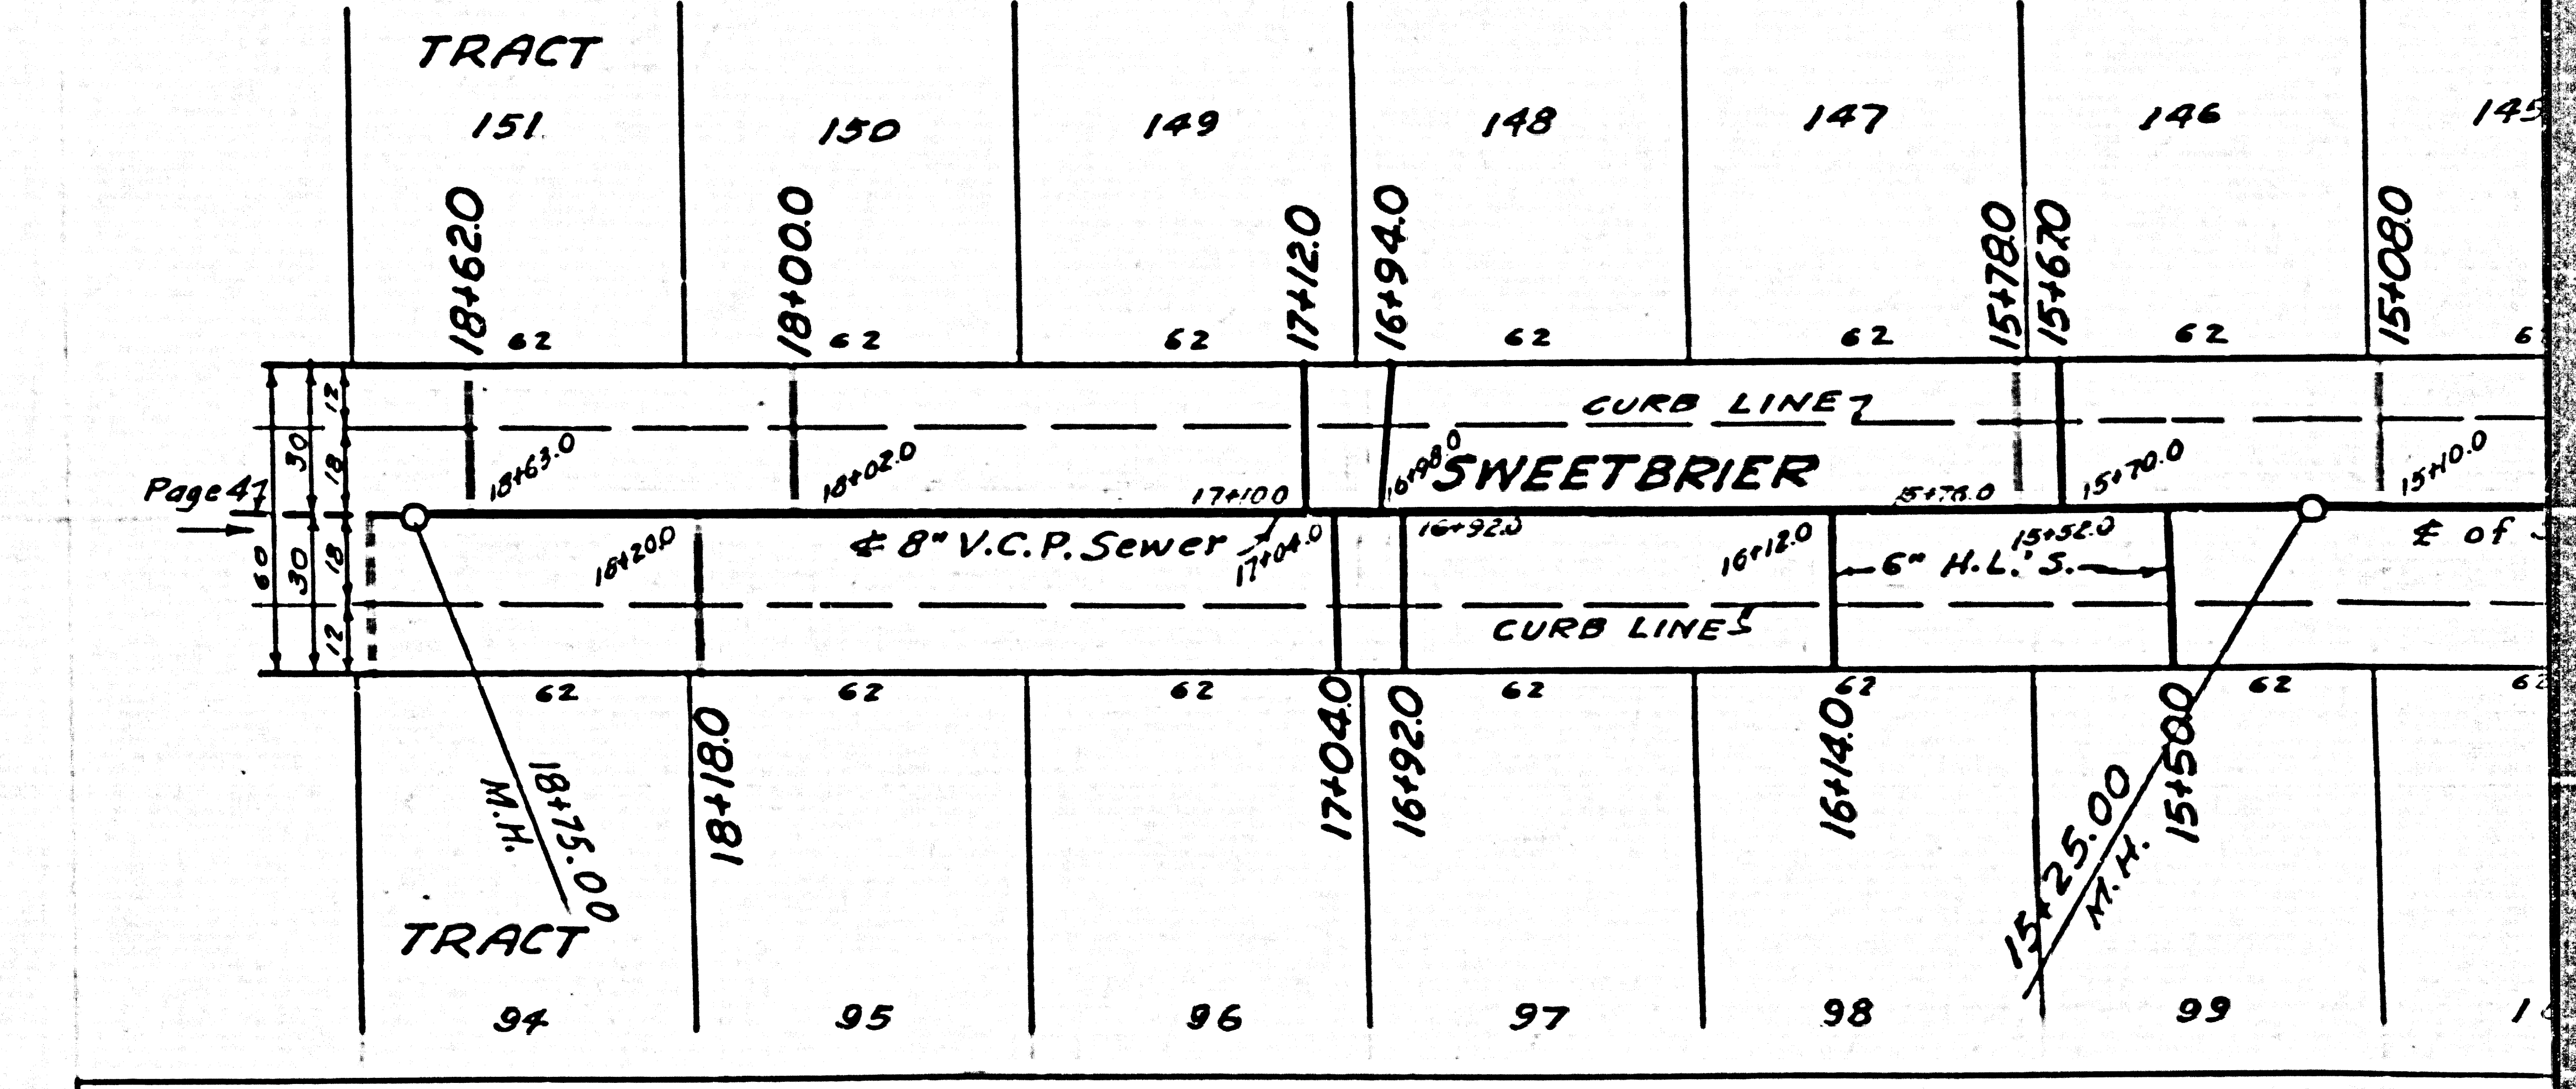 TRACT
151 150 149 148 147 146 145
18+62.0 18+00.0 17+12.0 16+94.0 15+78.0 15+67.0 15+08.0
62 62 62 62 62 62
CURB LINE
12 18 30
18+63.0 18+02.0 17+10.0 16+98.0 SWEETBRIER 15+76.0 15+70.0 15+10.0
Page 47
60 30 18 12
18+20.0 ℄ 8" V.C.P. Sewer 17+04.0 16+92.0 16+12.0 15+52.0 ℄ of
6" H.L.'S.
CURB LINE
62 62 62 62 62 62
18+18.0 17+04.0 16+92.0 16+14.0 15+50.0
18+75.00
M.H.
15+25.00
M.H.
TRACT
94 95 96 97 98 99